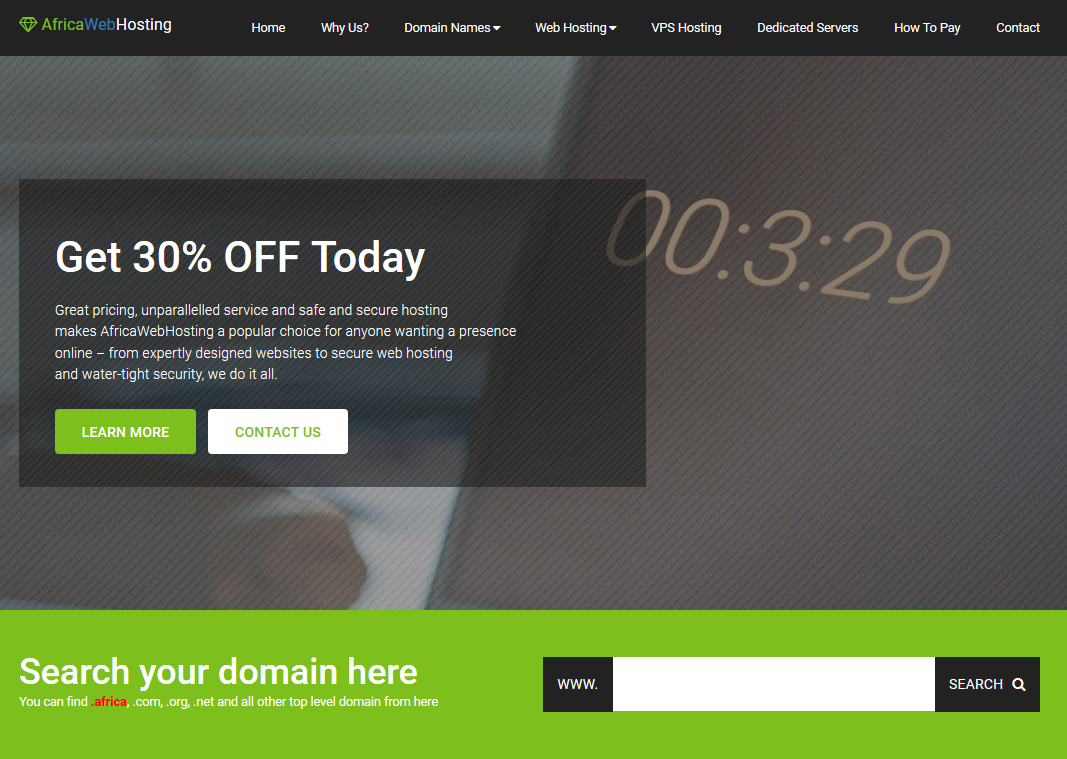 AfricaWebHosting
Home Why Us? Domain Names Web Hosting VPS Hosting Dedicated Servers How To Pay Contact
00:3:29
Get 30% OFF Today
Great pricing, unparallelled service and safe and secure hosting
makes AfricaWebHosting a popular choice for anyone wanting a presence
online – from expertly designed websites to secure web hosting
and water-tight security, we do it all.
LEARN MORE CONTACT US
Search your domain here
You can find .africa, .com, .org, .net and all other top level domain from here
WWW. SEARCH